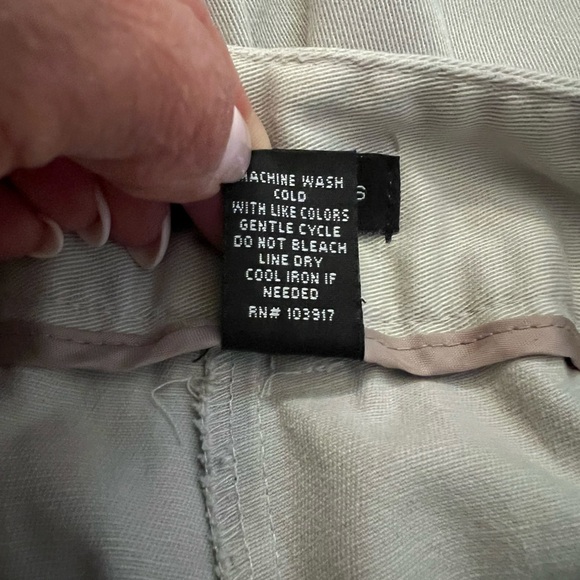 MACHINE WASH
COLD
WITH LIKE COLORS
GENTLE CYCLE
DO NOT BLEACH
LINE DRY
COOL IRON IF
NEEDED
RN# 103917
S